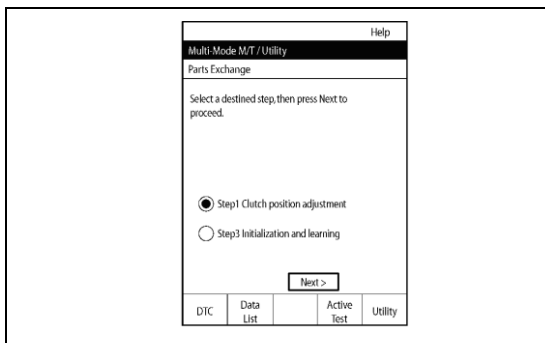 Help
Multi-Mode M/T / Utility
Parts Exchange
Select a destined step, then press Next to
proceed.
Step1 Clutch position adjustment
Step3 Initialization and learning
Next >
DTC Data List Active Test Utility